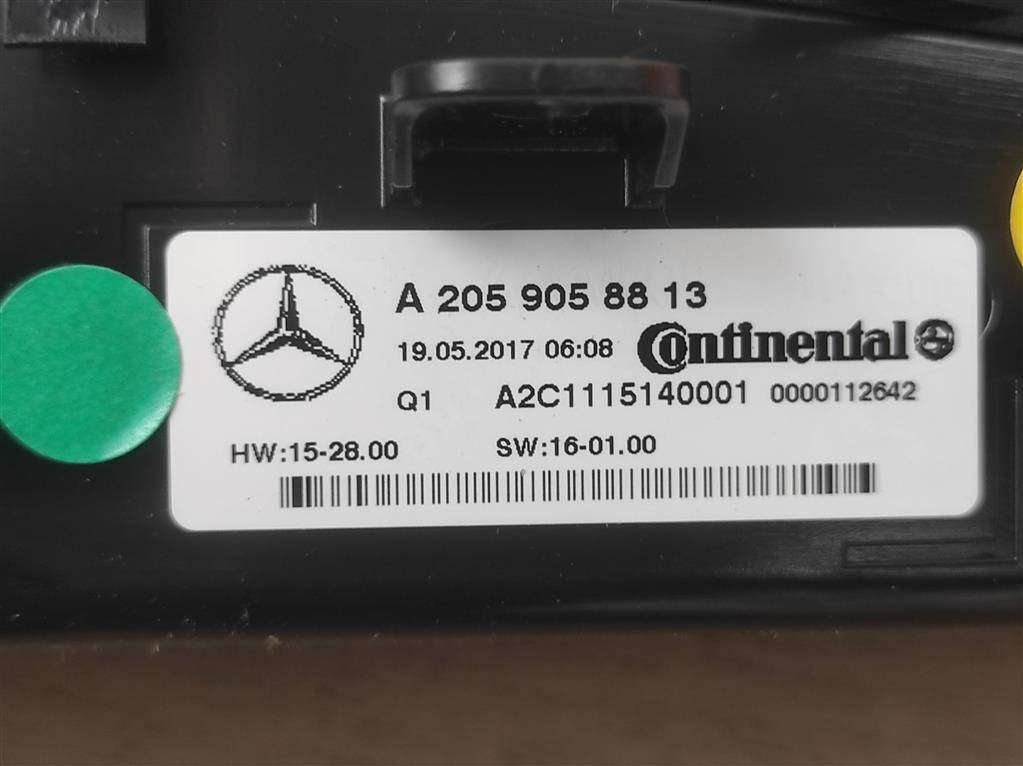 A 205 905 88 13
19.05.2017 06:08 Continental
Q1 A2C1115140001 0000112642
HW:15-28.00 SW:16-01.00